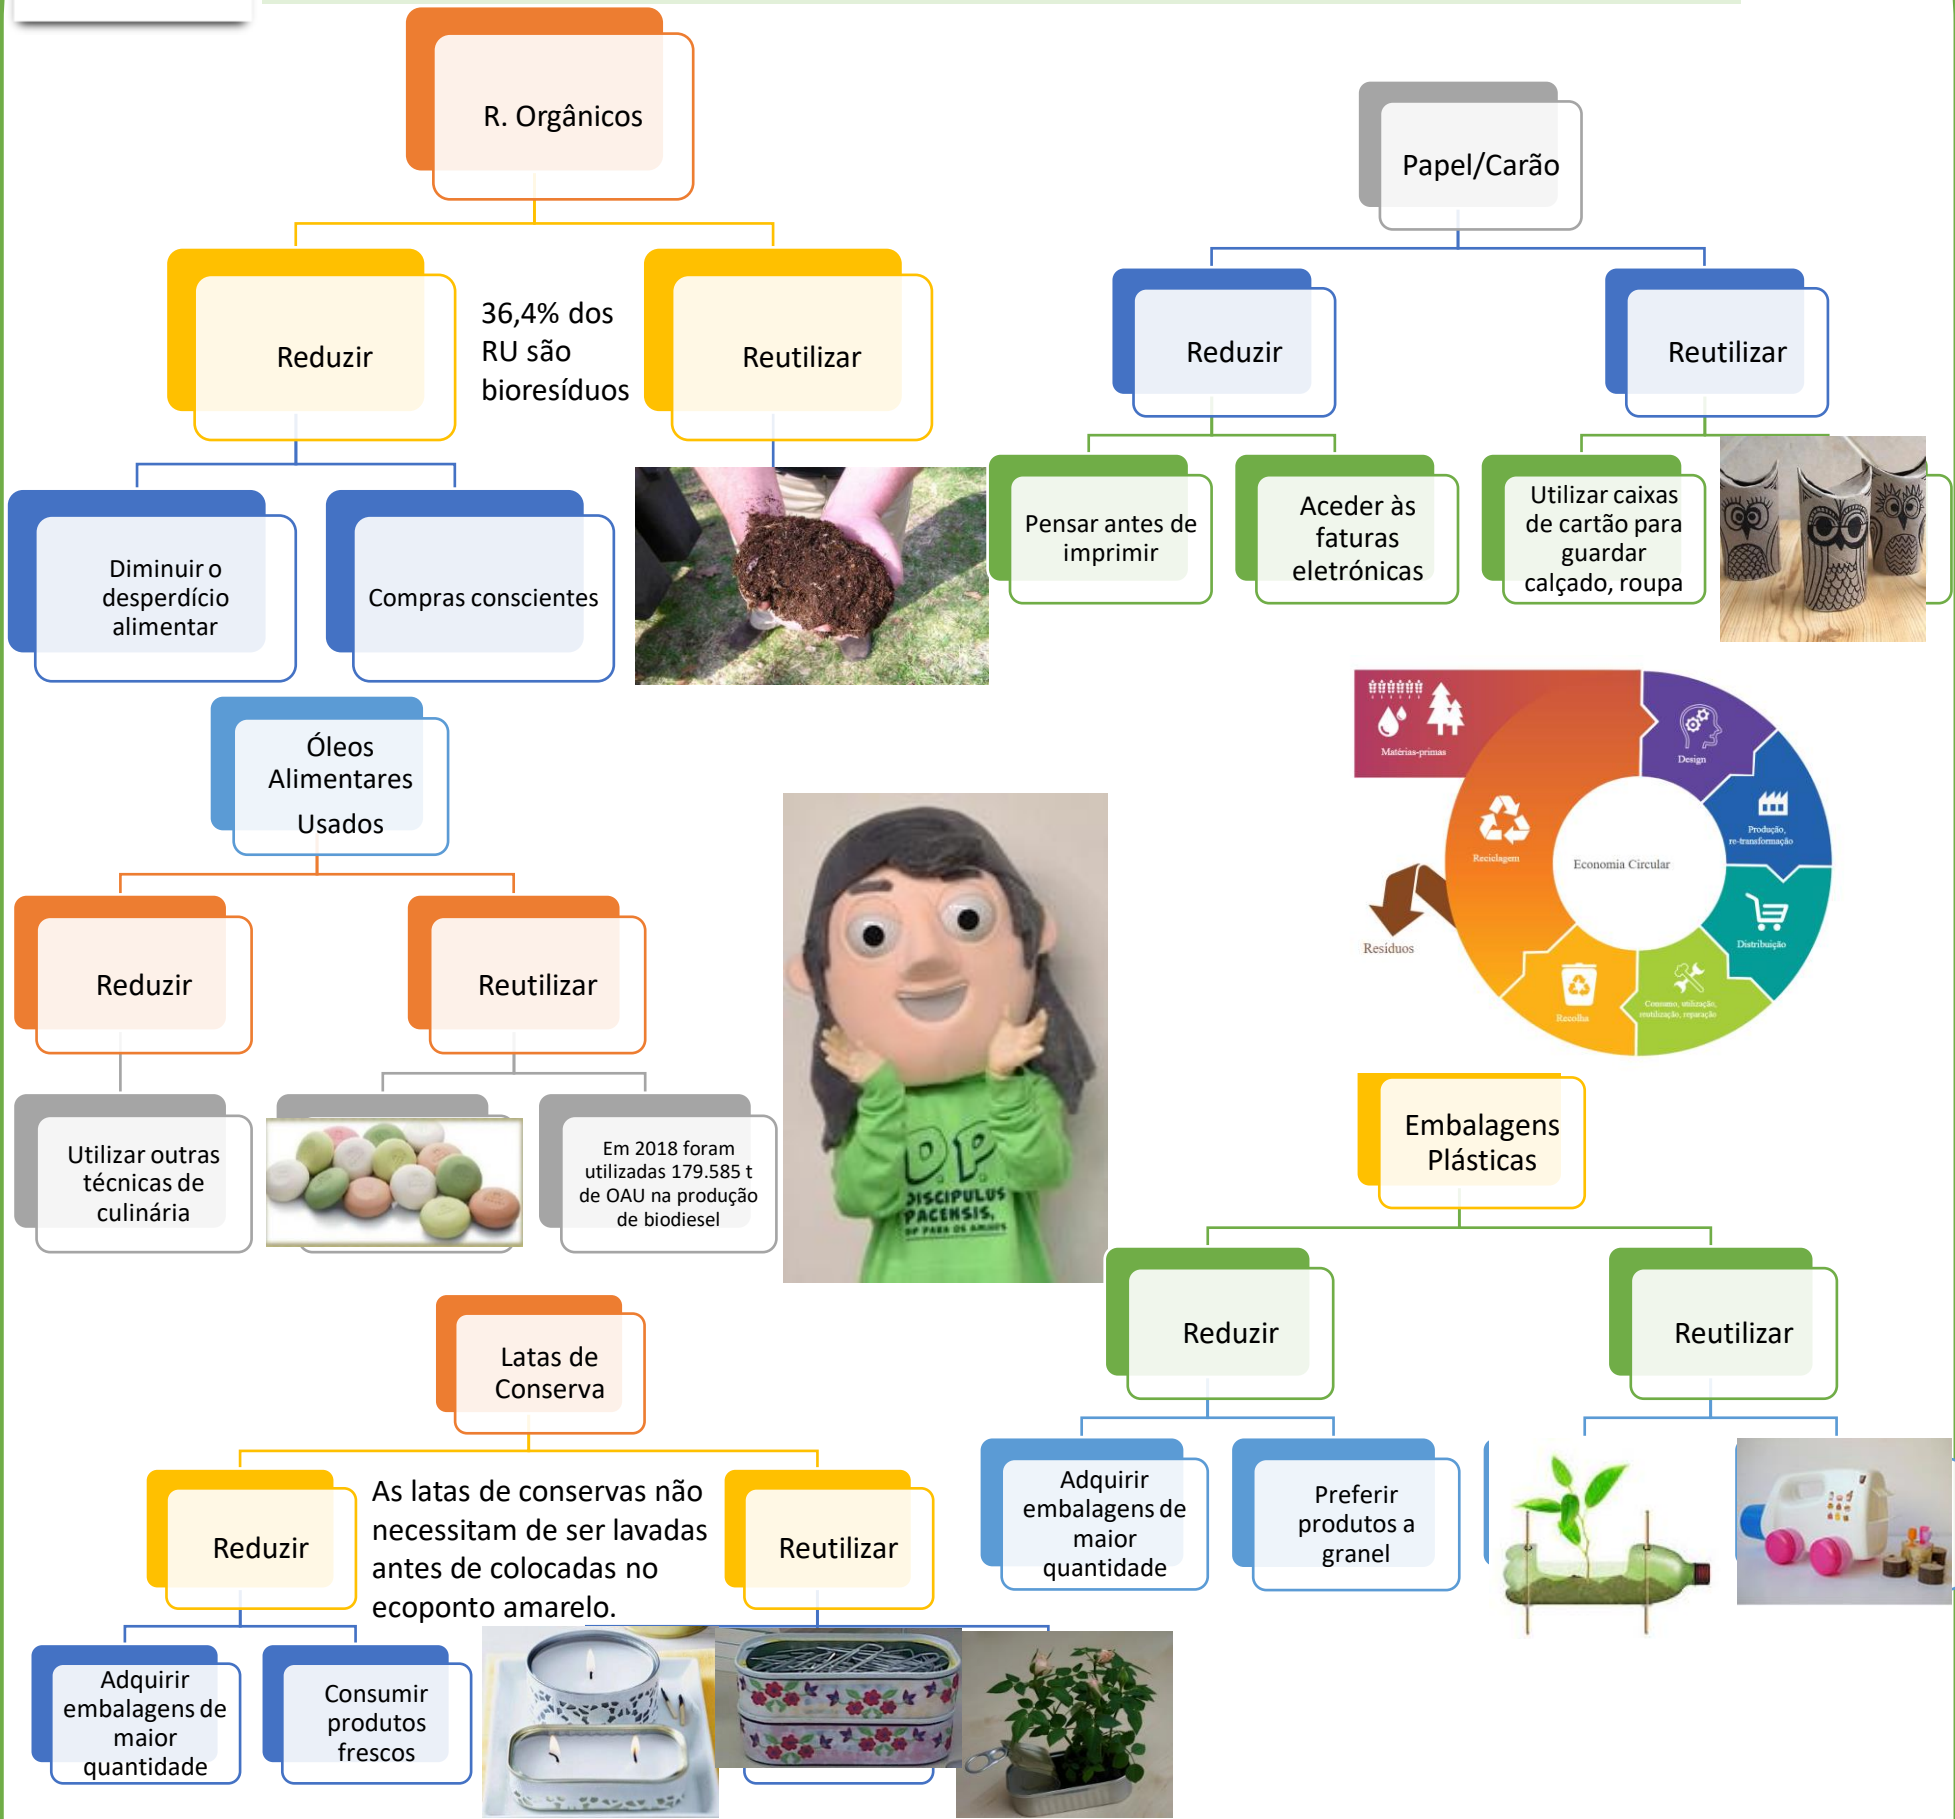 R. Orgânicos
Reduzir
36,4% dos
RU são
bioresíduos
Reutilizar
Diminuir o
desperdício
alimentar
Compras conscientes
Papel/Carão
Reduzir
Reutilizar
Pensar antes de
imprimir
Aceder às
faturas
eletrónicas
Utilizar caixas
de cartão para
guardar
calçado, roupa
Óleos
Alimentares
Usados
Reduzir
Reutilizar
Utilizar outras
técnicas de
culinária
Em 2018 foram
utilizadas 179.585 t
de OAU na produção
de biodiesel
D.P.
DISCIPULUS
PACENSIS,
DP PARA OS AMIGOS
Matérias-primas
Design
Produção,
re-transformação
Distribuição
Consumo, utilização,
reutilização, reparação
Recolha
Reciclagem
Economia Circular
Resíduos
Embalagens
Plásticas
Reduzir
Reutilizar
Adquirir
embalagens de
maior
quantidade
Preferir
produtos a
granel
Latas de
Conserva
Reduzir
As latas de conservas não
necessitam de ser lavadas
antes de colocadas no
ecoponto amarelo.
Reutilizar
Adquirir
embalagens de
maior
quantidade
Consumir
produtos
frescos